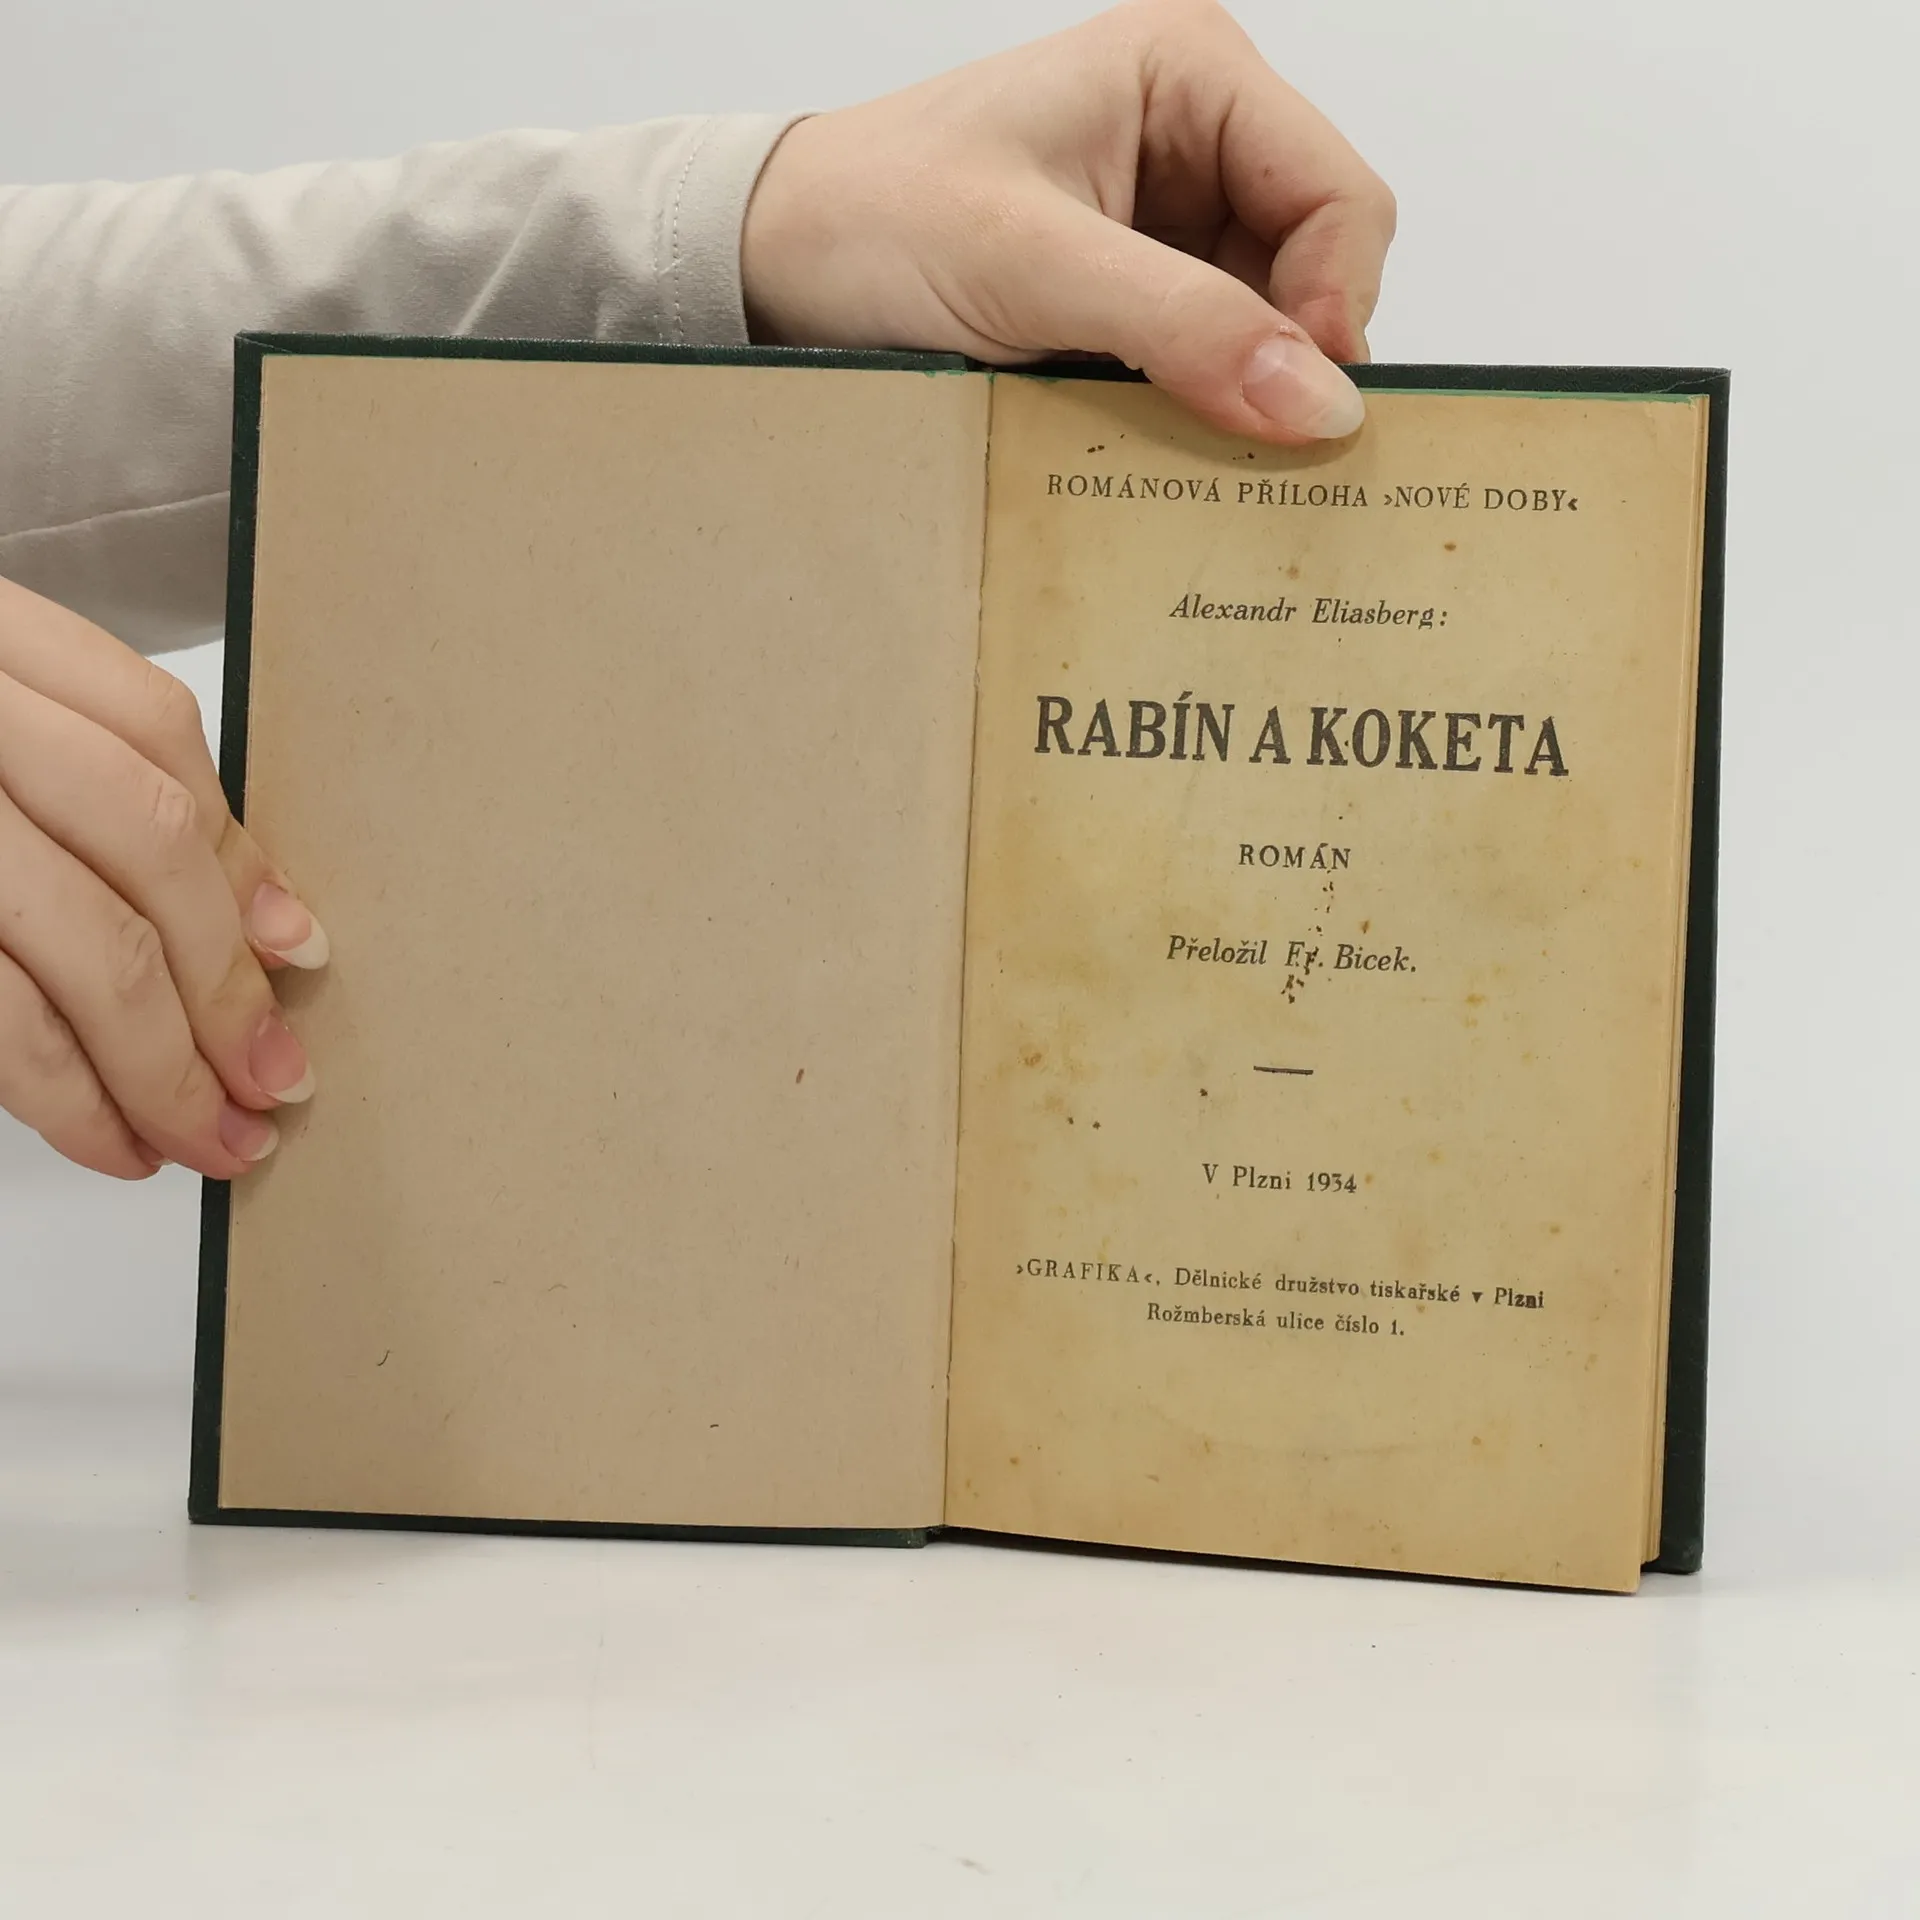 ROMÁNOVÁ PŘÍLOHA ›NOVÉ DOBY‹
Alexandr Eliasberg:
RABÍN A KOKETA
ROMÁN
Přeložil Fr. Bicek.
V Plzni 1934
›GRAFIKA‹, Dělnické družstvo tiskařské v Plzni
Rožmberská ulice číslo 1.